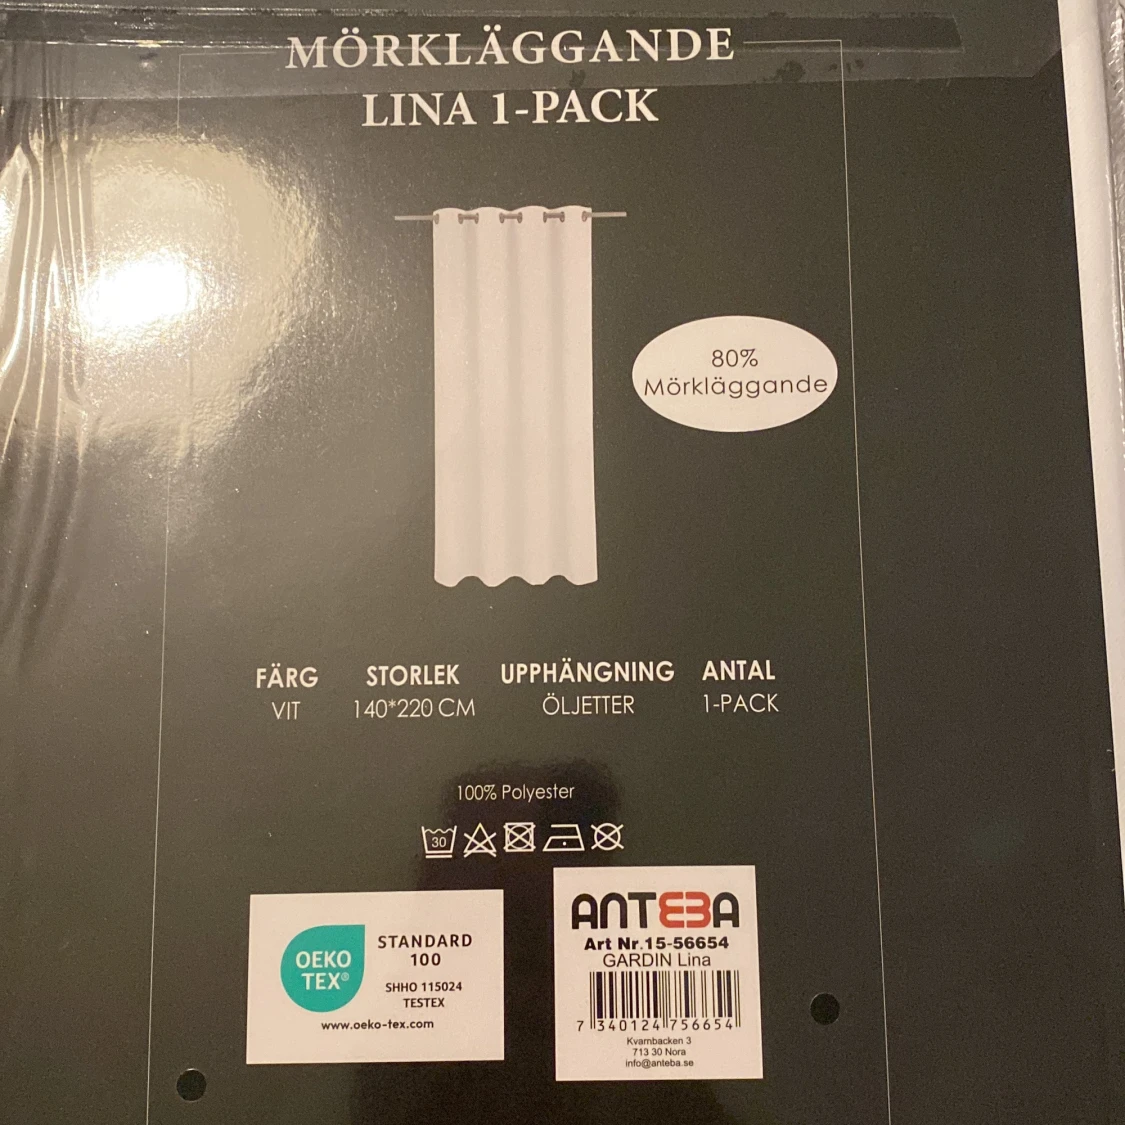 MÖRKLÄGGANDE
LINA 1-PACK
80%
Mörkläggande
FÄRG STORLEK UPPHÄNGNING ANTAL
VIT 140*220 CM ÖLJETTER 1-PACK
100% Polyester
30
OEKO
TEX®
STANDARD
100
SHHO 115024
TESTEX
www.oeko-tex.com
ANTEBA
Art Nr.15-56654
GARDIN Lina
7 340124 756654
Kvarnbacken 3
713 30 Nora
info@anteba.se